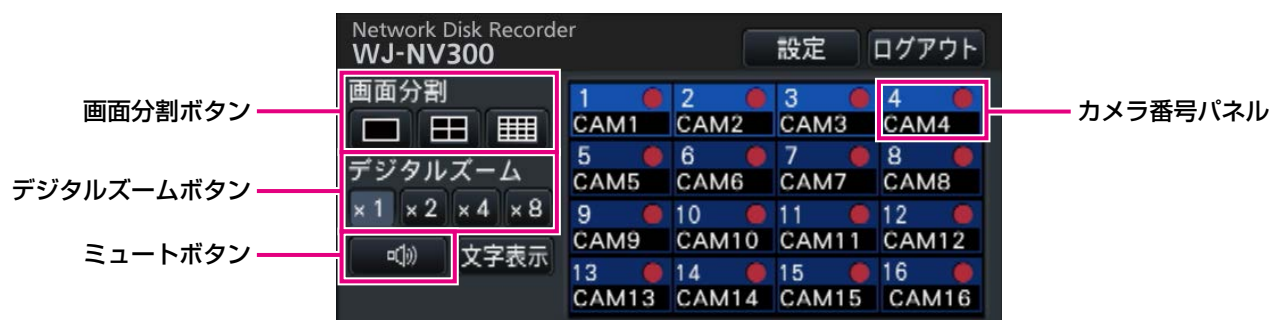 Network Disk Recorder
WJ-NV300
設定
ログアウト
画面分割
デジタルズーム
×1
×2
×4
×8
文字表示
1
CAM1
2
CAM2
3
CAM3
4
CAM4
5
CAM5
6
CAM6
7
CAM7
8
CAM8
9
CAM9
10
CAM10
11
CAM11
12
CAM12
13
CAM13
14
CAM14
15
CAM15
16
CAM16
画面分割ボタン
デジタルズームボタン
ミュートボタン
カメラ番号パネル